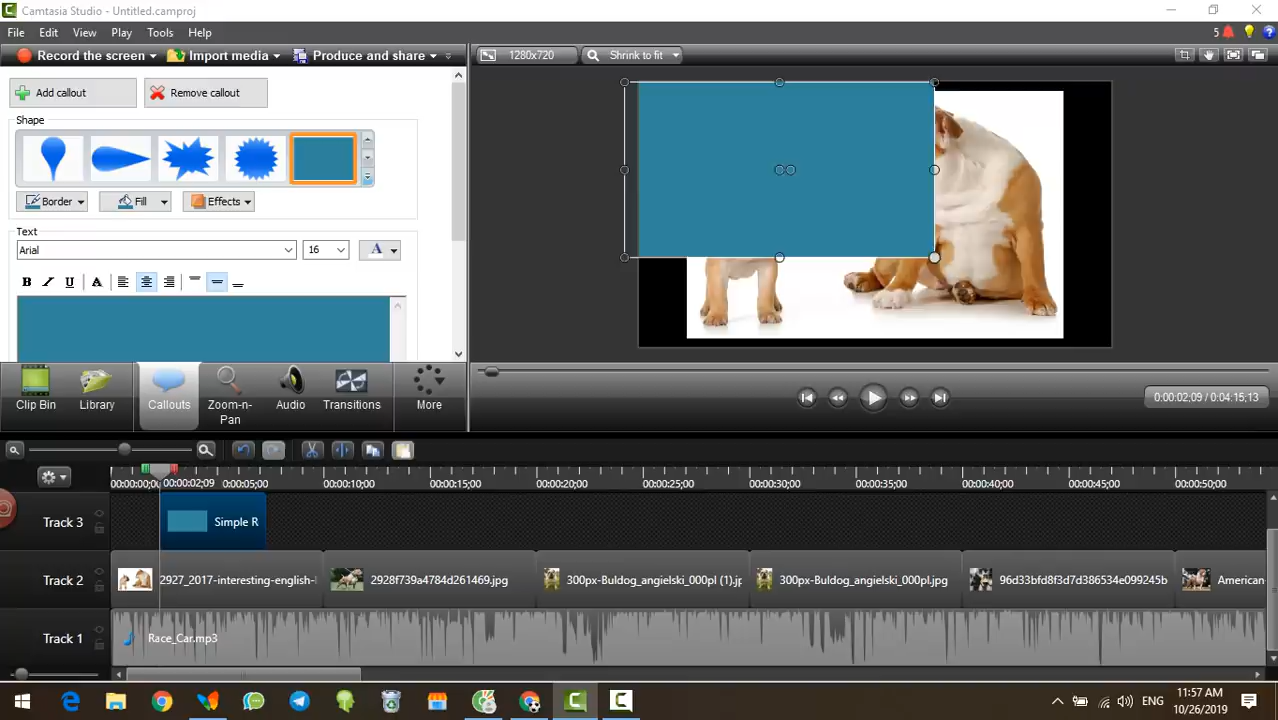 Camtasia Studio - Untitled.camproj
File Edit View Play Tools Help
5
Record the screen Import media Produce and share
1280x720 Shrink to fit
Add callout Remove callout
Shape
Border Fill Effects
Text
Arial 16 A
B I U A
Clip Bin Library Callouts Zoom-n-Pan Audio Transitions More
0:00:02;09 / 0:04:15;13
00:00:00; 00:00:02;09 0:00:05;00 00:00:10;00 00:00:15;00 00:00:20;00 00:00:25;00 00:00:30;00 00:00:35;00 00:00:40;00 00:00:45;00 00:00:50;00
Track 3 Simple R
Track 2 2927_2017-interesting-english- 2928f739a4784d261469.jpg 300px-Buldog_angielski_000pl (1).jp 300px-Buldog_angielski_000pl.jpg 96d33bfd8f3d7d386534e099245b American-
Track 1 Race_Car.mp3
ENG
11:57 AM
10/26/2019